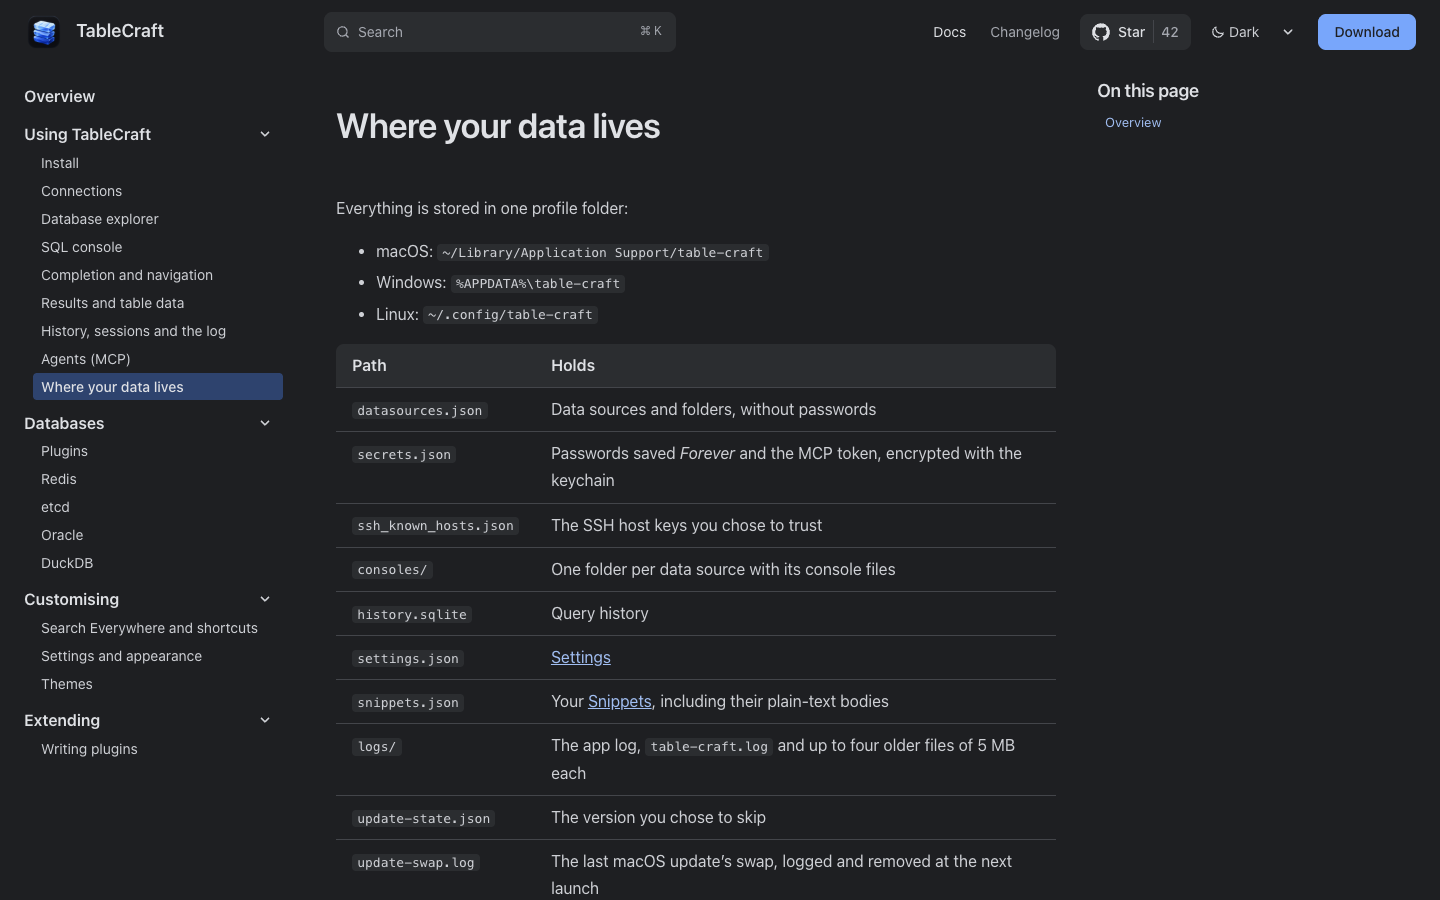 TableCraft
Search
⌘ K
Docs
Changelog
Star
42
Dark
Download
Overview
Using TableCraft
Install
Connections
Database explorer
SQL console
Completion and navigation
Results and table data
History, sessions and the log
Agents (MCP)
Where your data lives
Databases
Plugins
Redis
etcd
Oracle
DuckDB
Customising
Search Everywhere and shortcuts
Settings and appearance
Themes
Extending
Writing plugins
Where your data lives
Everything is stored in one profile folder:
• macOS: ~/Library/Application Support/table-craft
• Windows: %APPDATA%\table-craft
• Linux: ~/.config/table-craft
Path Holds
datasources.json Data sources and folders, without passwords
secrets.json Passwords saved Forever and the MCP token, encrypted with the
keychain
ssh_known_hosts.json The SSH host keys you chose to trust
consoles/ One folder per data source with its console files
history.sqlite Query history
settings.json Settings
snippets.json Your Snippets, including their plain-text bodies
logs/ The app log, table-craft.log and up to four older files of 5 MB
each
update-state.json The version you chose to skip
update-swap.log The last macOS update’s swap, logged and removed at the next
launch
On this page
Overview